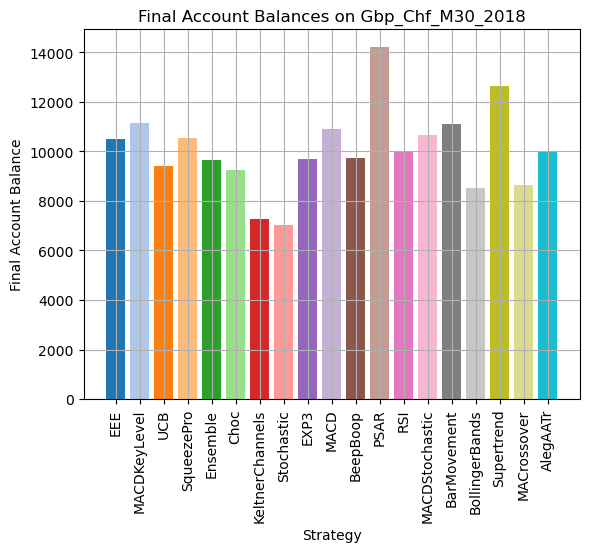 Final Account Balances on Gbp_Chf_M30_2018
Final Account Balance
14000
12000
10000
8000
6000
4000
2000
0
EEE
MACDKeyLevel
UCB
SqueezePro
Ensemble
Choc
KeltnerChannels
Stochastic
EXP3
MACD
BeepBoop
PSAR
RSI
MACDStochastic
BarMovement
BollingerBands
Supertrend
MACrossover
AlegAATr
Strategy